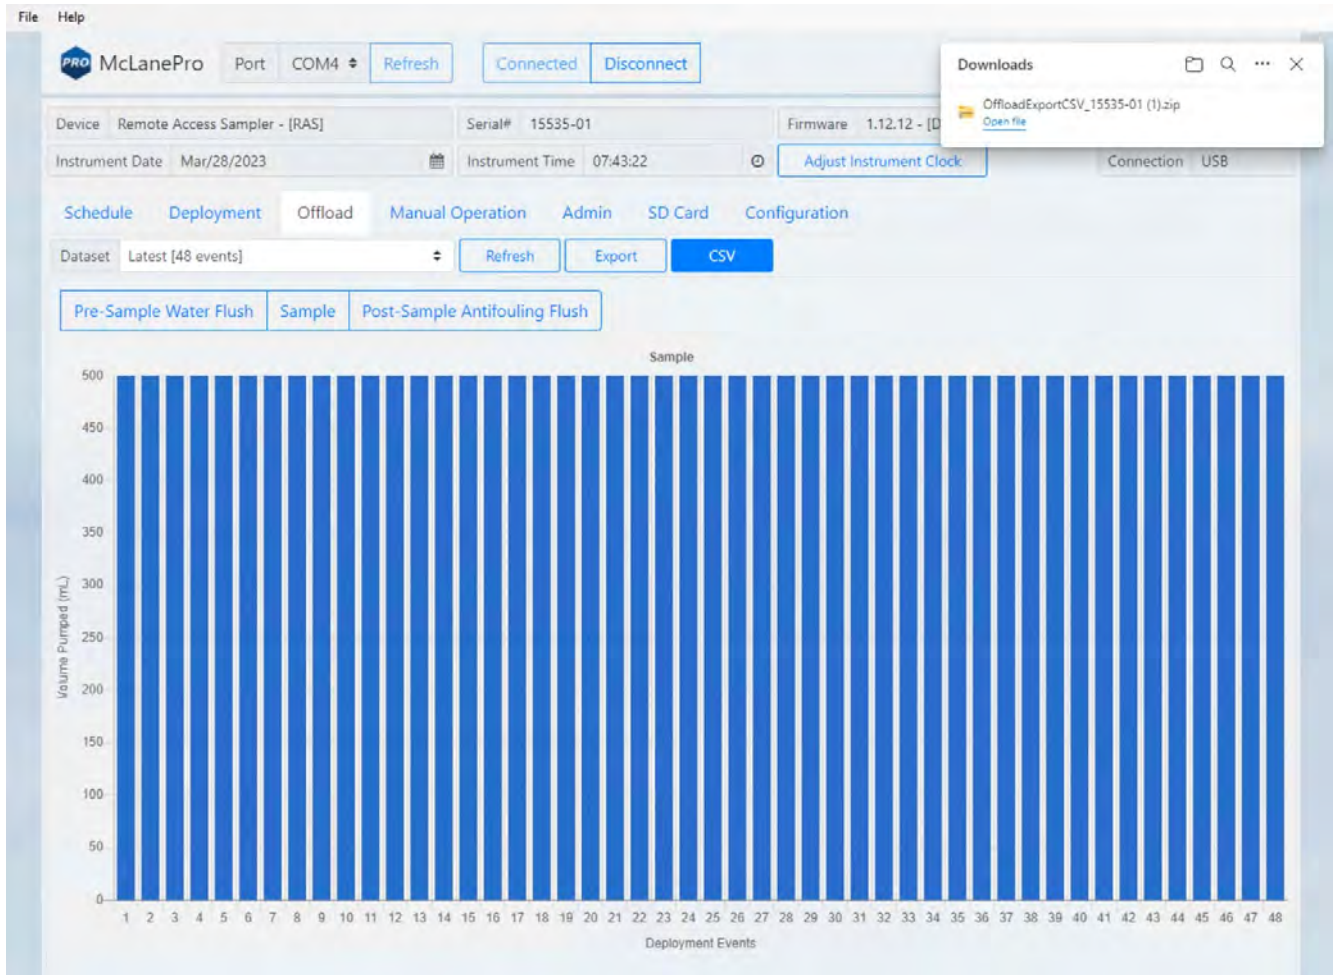 File Help
PRO McLanePro Port COM4 Refresh Connected Disconnect
Downloads
OffloadExportCSV_15535-01 (1).zip
Open file
Device Remote Access Sampler - [RAS] Serial# 15535-01 Firmware 1.12.12 - [D
Instrument Date Mar/28/2023 Instrument Time 07:43:22 Adjust Instrument Clock Connection USB
Schedule Deployment Offload Manual Operation Admin SD Card Configuration
Dataset Latest [48 events] Refresh Export CSV
Pre-Sample Water Flush Sample Post-Sample Antifouling Flush
Sample
500
450
400
350
300
250
200
150
100
50
0
Volume Pumped (mL)
1 2 3 4 5 6 7 8 9 10 11 12 13 14 15 16 17 18 19 20 21 22 23 24 25 26 27 28 29 30 31 32 33 34 35 36 37 38 39 40 41 42 43 44 45 46 47 48
Deployment Events